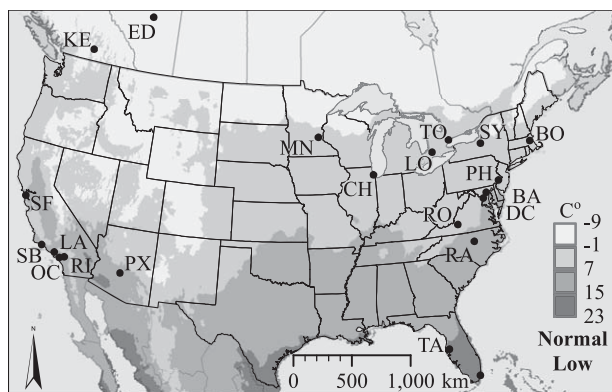 ED
KE
TO
SY
BO
MN
LO
CH
PH
BA
DC
SF
RO
C°
-9
-1
7
15
23
Normal
Low
SB
LA
OC
RI
PX
RA
N
TA
0
500
1,000 km